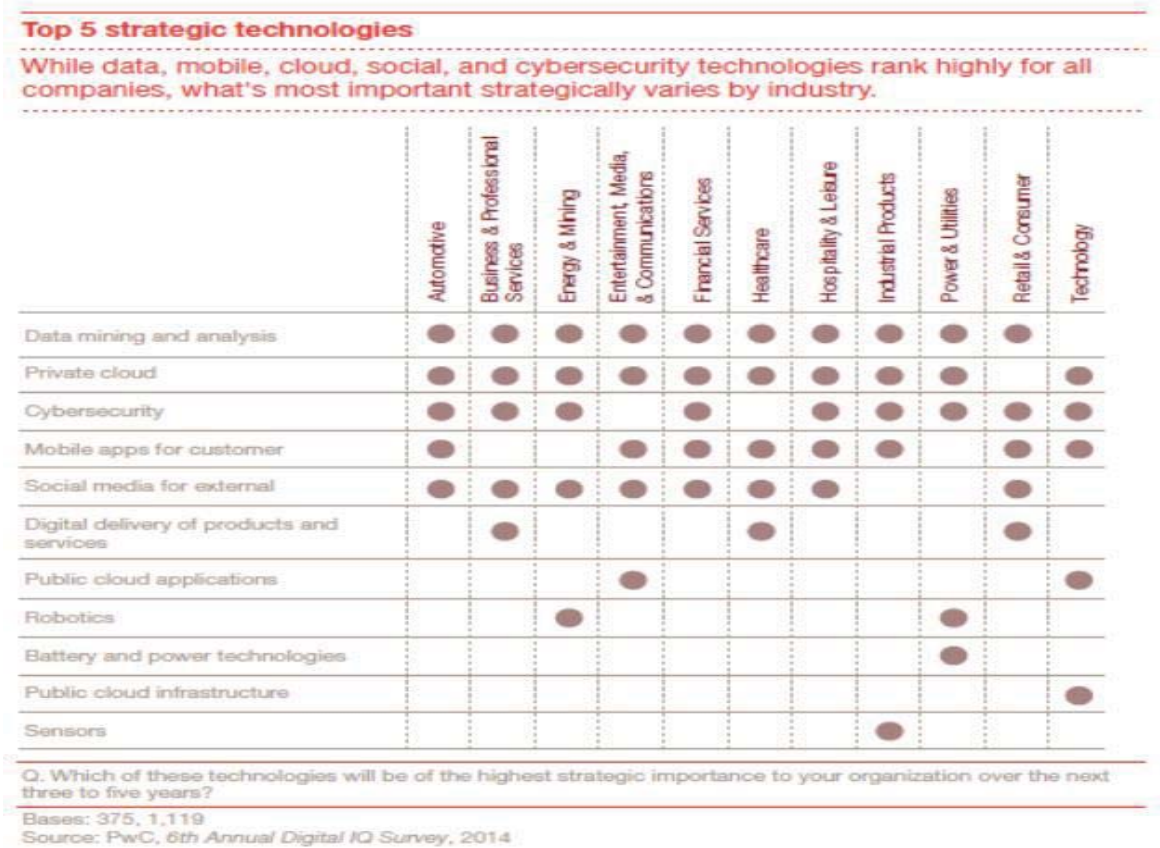 Top 5 strategic technologies
While data, mobile, cloud, social, and cybersecurity technologies rank highly for all
companies, what's most important strategically varies by industry.
Automotive
Business & Professional
Services
Energy & Mining
Entertainment, Media,
& Communications
Financial Services
Healthcare
Hospitality & Leisure
Industrial Products
Power & Utilities
Retail & Consumer
Technology
Data mining and analysis
Private cloud
Cybersecurity
Mobile apps for customer
Social media for external
Digital delivery of products and
services
Public cloud applications
Robotics
Battery and power technologies
Public cloud infrastructure
Sensors
Q. Which of these technologies will be of the highest strategic importance to your organization over the next
three to five years?
Bases: 375, 1,119
Source: PwC, 6th Annual Digital IQ Survey, 2014